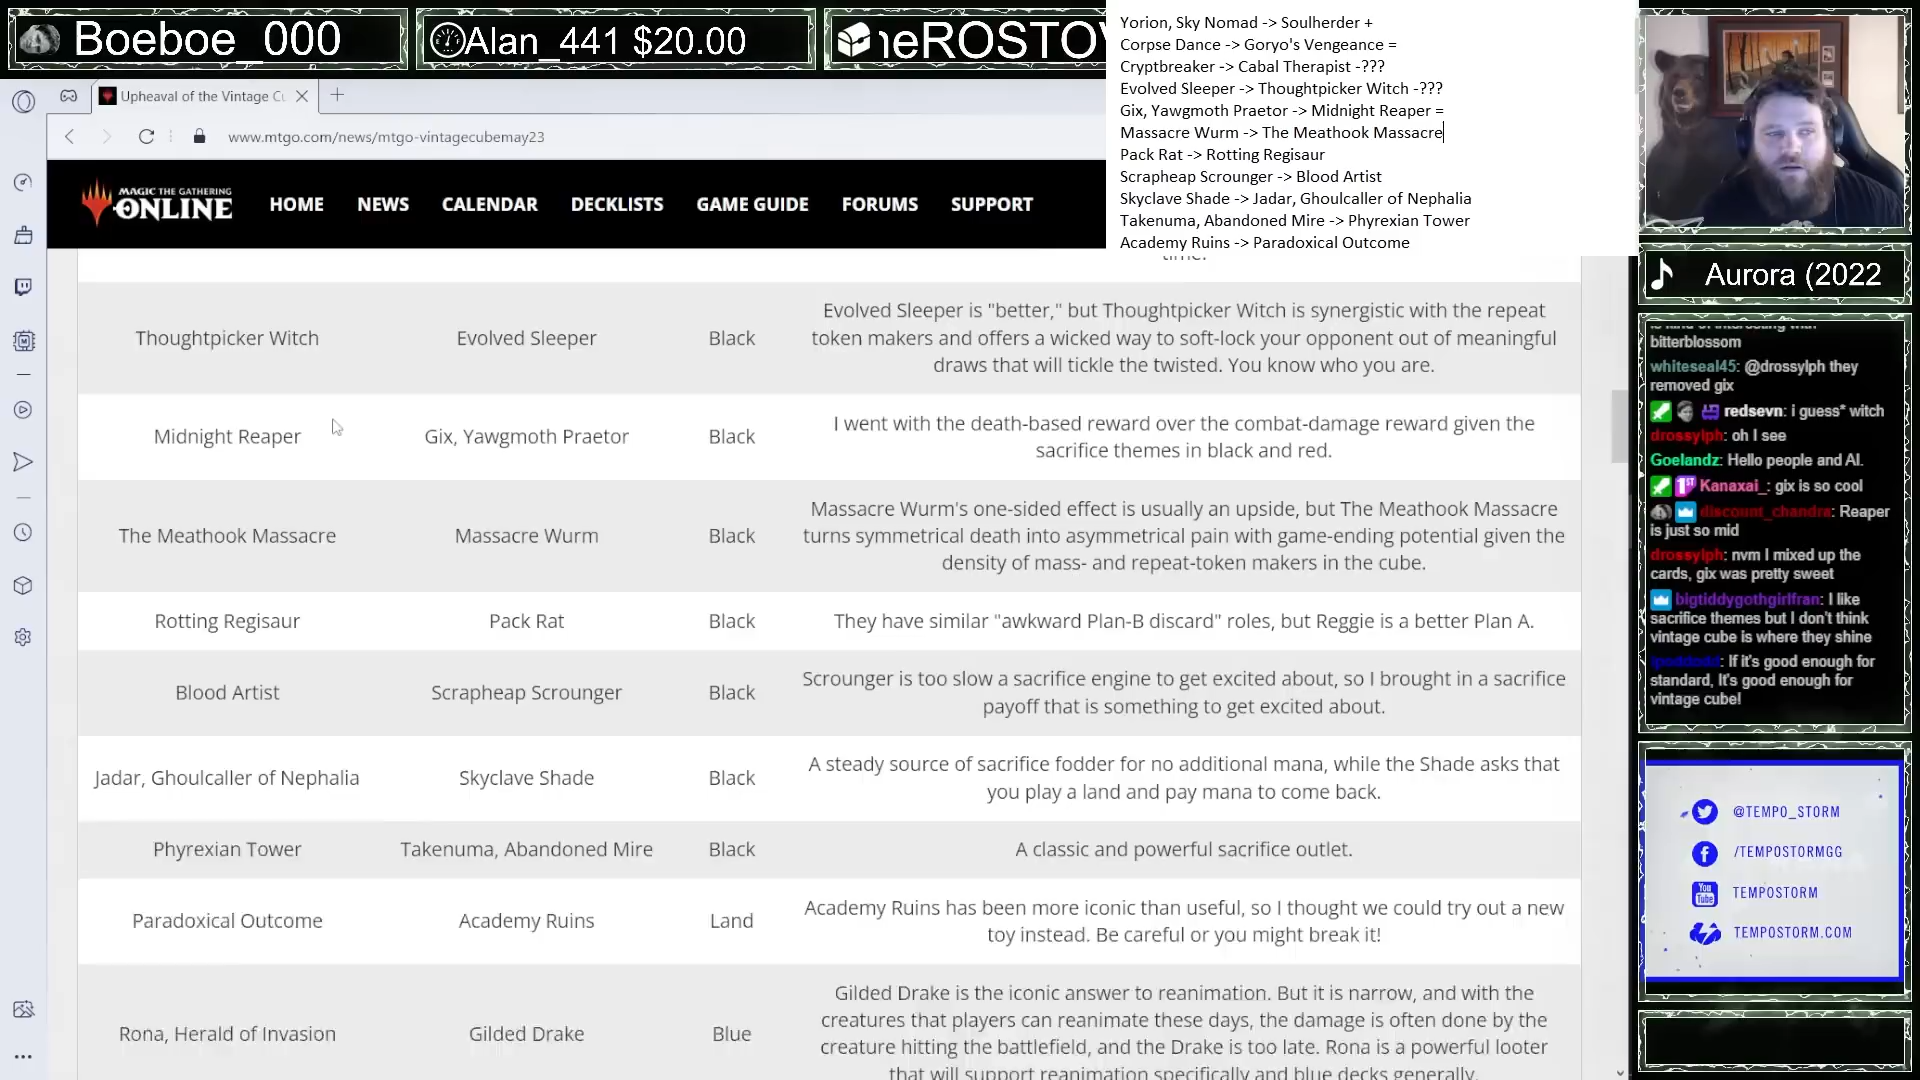 Boeboe_000
Alan_441 $20.00
neROSTOV
Yorion, Sky Nomad -> Soulherder +
Corpse Dance -> Goryo's Vengeance =
Cryptbreaker -> Cabal Therapist -???
Evolved Sleeper -> Thoughtpicker Witch -???
Gix, Yawgmoth Praetor -> Midnight Reaper =
Massacre Wurm -> The Meathook Massacre
Pack Rat -> Rotting Regisaur
Scrapheap Scrounger -> Blood Artist
Skyclave Shade -> Jadar, Ghoulcaller of Nephalia
Takenuma, Abandoned Mire -> Phyrexian Tower
Academy Ruins -> Paradoxical Outcome
Upheaval of the Vintage Cu
www.mtgo.com/news/mtgo-vintagecubemay23
MAGIC THE GATHERING
ONLINE
HOME NEWS CALENDAR DECKLISTS GAME GUIDE FORUMS SUPPORT
time.
Thoughtpicker Witch Evolved Sleeper Black
Evolved Sleeper is "better," but Thoughtpicker Witch is synergistic with the repeat
token makers and offers a wicked way to soft-lock your opponent out of meaningful
draws that will tickle the twisted. You know who you are.
Midnight Reaper Gix, Yawgmoth Praetor Black
I went with the death-based reward over the combat-damage reward given the
sacrifice themes in black and red.
The Meathook Massacre Massacre Wurm Black
Massacre Wurm's one-sided effect is usually an upside, but The Meathook Massacre
turns symmetrical death into asymmetrical pain with game-ending potential given the
density of mass- and repeat-token makers in the cube.
Rotting Regisaur Pack Rat Black
They have similar "awkward Plan-B discard" roles, but Reggie is a better Plan A.
Blood Artist Scrapheap Scrounger Black
Scrounger is too slow a sacrifice engine to get excited about, so I brought in a sacrifice
payoff that is something to get excited about.
Jadar, Ghoulcaller of Nephalia Skyclave Shade Black
A steady source of sacrifice fodder for no additional mana, while the Shade asks that
you play a land and pay mana to come back.
Phyrexian Tower Takenuma, Abandoned Mire Black
A classic and powerful sacrifice outlet.
Paradoxical Outcome Academy Ruins Land
Academy Ruins has been more iconic than useful, so I thought we could try out a new
toy instead. Be careful or you might break it!
Rona, Herald of Invasion Gilded Drake Blue
Gilded Drake is the iconic answer to reanimation. But it is narrow, and with the
creatures that players can reanimate these days, the damage is often done by the
creature hitting the battlefield, and the Drake is too late. Rona is a powerful looter
that will support reanimation specifically and blue decks generally.
Aurora (2022
is kind of interesting with
bitterblossom
whiteseal45: @drossylph they
removed gix
redsevn: i guess* witch
drossylph: oh I see
Goelandz: Hello people and AI.
Kanaxai_: gix is so cool
discount_chandra: Reaper
is just so mid
drossylph: nvm I mixed up the
cards, gix was pretty sweet
bigtiddygothgirlfran: I like
sacrifice themes but I don't think
vintage cube is where they shine
If it's good enough for
standard, It's good enough for
vintage cube!
@TEMPO_STORM
/TEMPOSTORMGG
You
Tube
TEMPOSTORM
TEMPOSTORM.COM